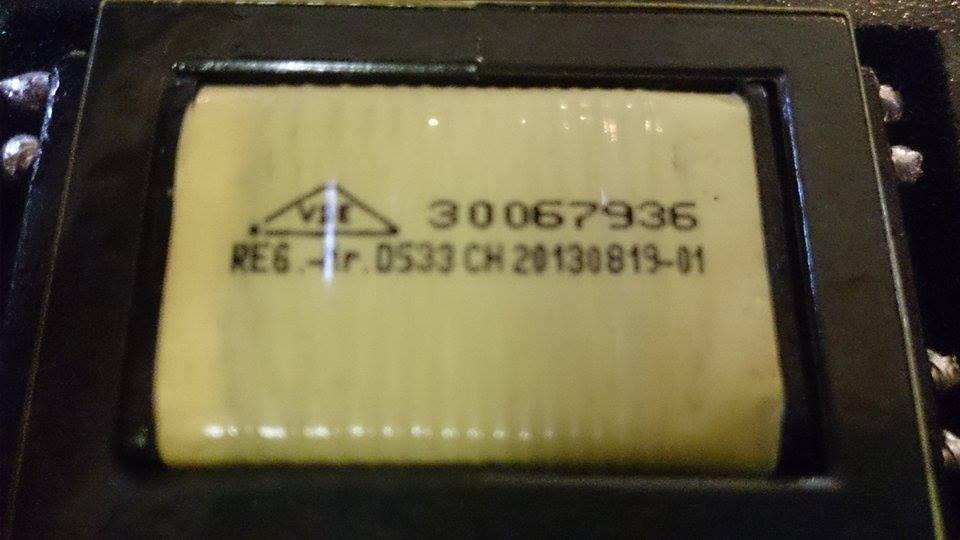 VDE 30067936
REG.-Nr. D533 CH 20130819-01